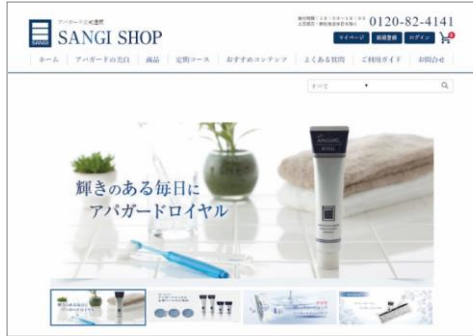 アパガード公式通販
SANGI
SANGI SHOP
0120-82-4141
マイページ
新規登録
ログイン
ホーム
アパガードの美白
商品
定期コース
おすすめコンテンツ
よくある質問
ご利用ガイド
お問合せ
すべて
輝きのある毎日に
アパガードロイヤル
APAGARD
ROYAL